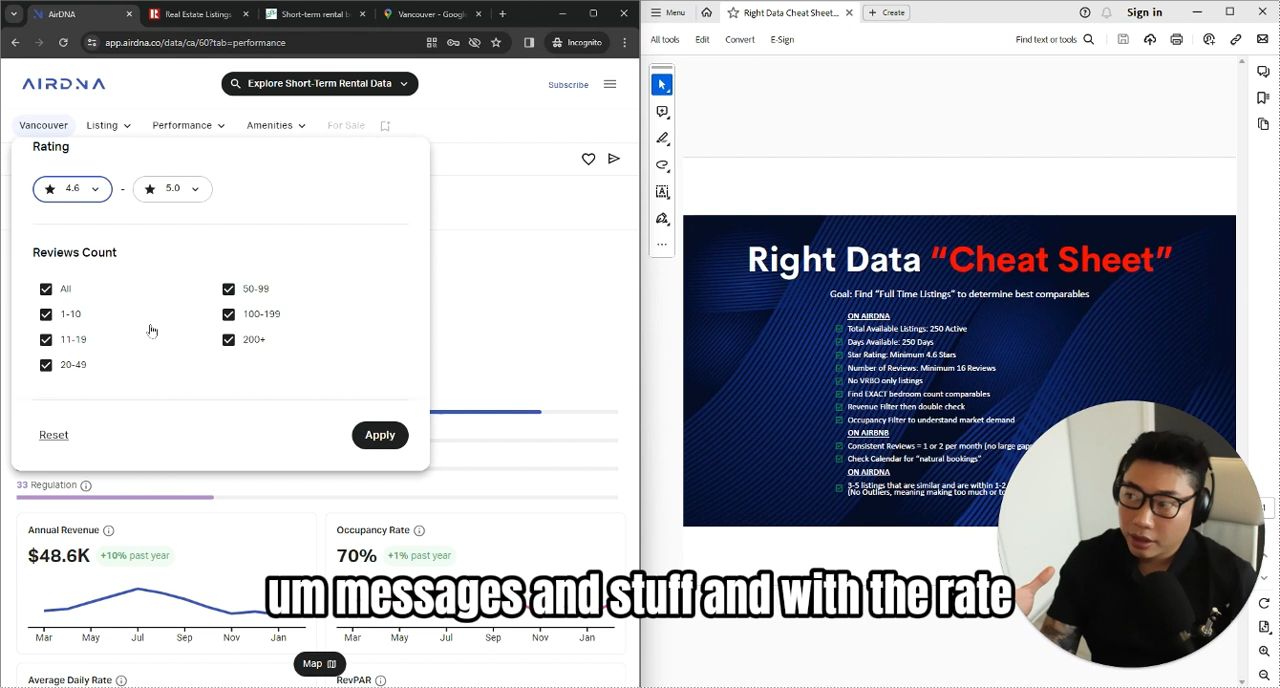 AirDNA
Real Estate Listings
Short-term rental b
Vancouver - Google
app.airdna.co/data/ca/60?tab=performance
Incognito
AIRDNA
Explore Short-Term Rental Data
Subscribe
Vancouver
Listing
Performance
Amenities
For Sale
Rating
4.6
-
5.0
Reviews Count
All
50-99
1-10
100-199
11-19
200+
20-49
Reset
Apply
33 Regulation
Annual Revenue
$48.6K +10% past year
Mar May Jul Sep Nov Jan
Occupancy Rate
70% +1% past year
Mar May Jul Sep Nov Jan
Map
Average Daily Rate
RevPAR
Menu
Right Data Cheat Sheet...
Create
Sign in
All tools
Edit
Convert
E-Sign
Find text or tools
Right Data "Cheat Sheet"
Goal: Find "Full Time Listings" to determine best comparables
ON AIRDNA
Total Available Listings: 250 Active
Days Available: 250 Days
Star Rating: Minimum 4.6 Stars
Number of Reviews: Minimum 16 Reviews
No VRBO only listings
Find EXACT bedroom count comparables
Revenue Filter then double check
Occupancy Filter to understand market demand
ON AIRBNB
Consistent Reviews = 1 or 2 per month (no large gaps
Check Calendar for "natural bookings"
ON AIRDNA
3-5 listings that are similar and are within 1-2
(No Outliers, meaning making too much or to
um messages and stuff and with the rate